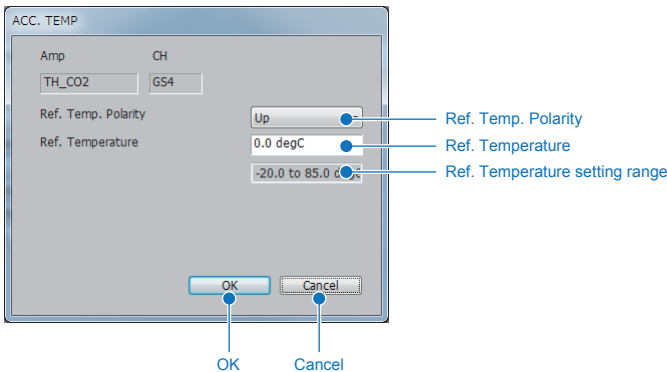 ACC. TEMP
Amp CH
TH_CO2 GS4
Ref. Temp. Polarity Up Ref. Temp. Polarity
Ref. Temperature 0.0 degC Ref. Temperature
-20.0 to 85.0 Ref. Temperature setting range
OK Cancel
OK Cancel